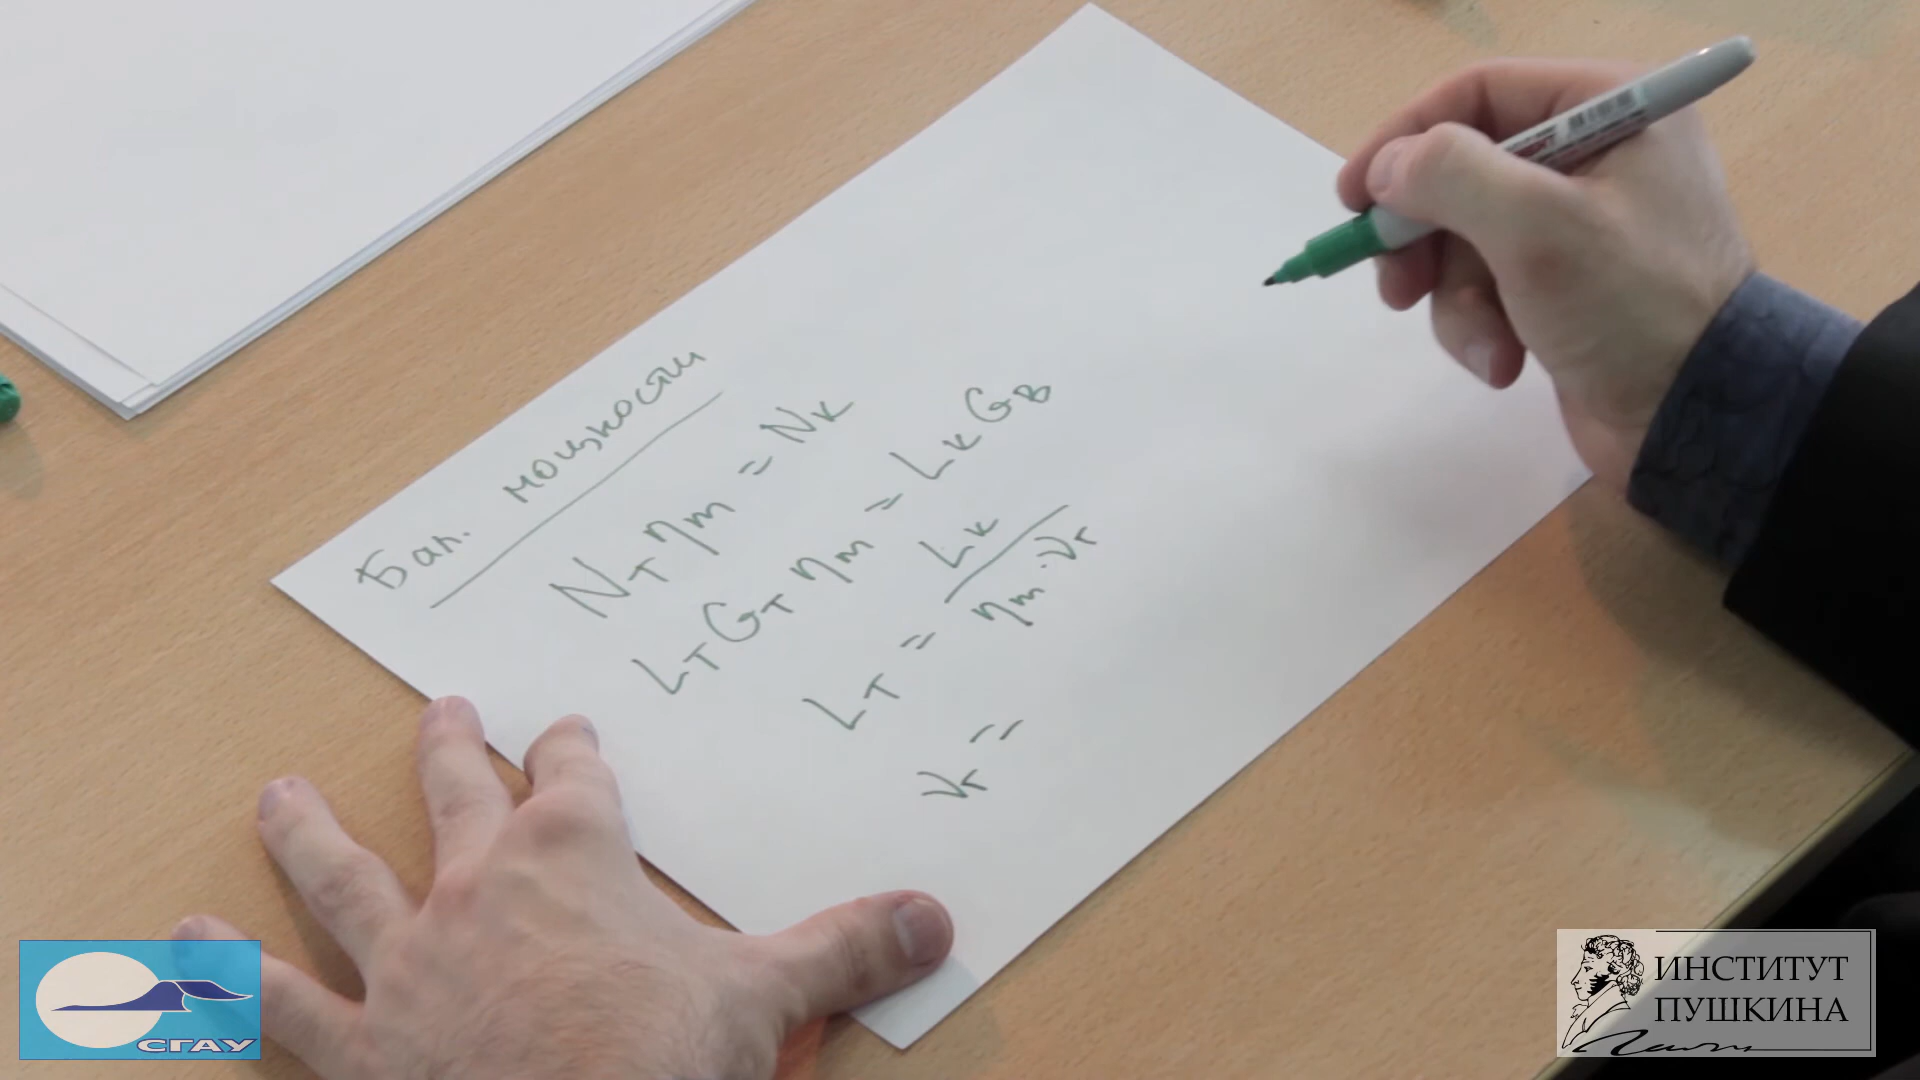 Бал. мощности
Nт ηm = Nк
Lт Gт ηm = Lк Gв
Lт = Lк / ηm · νг
νг =
СГАУ
ИНСТИТУТ
ПУШКИНА